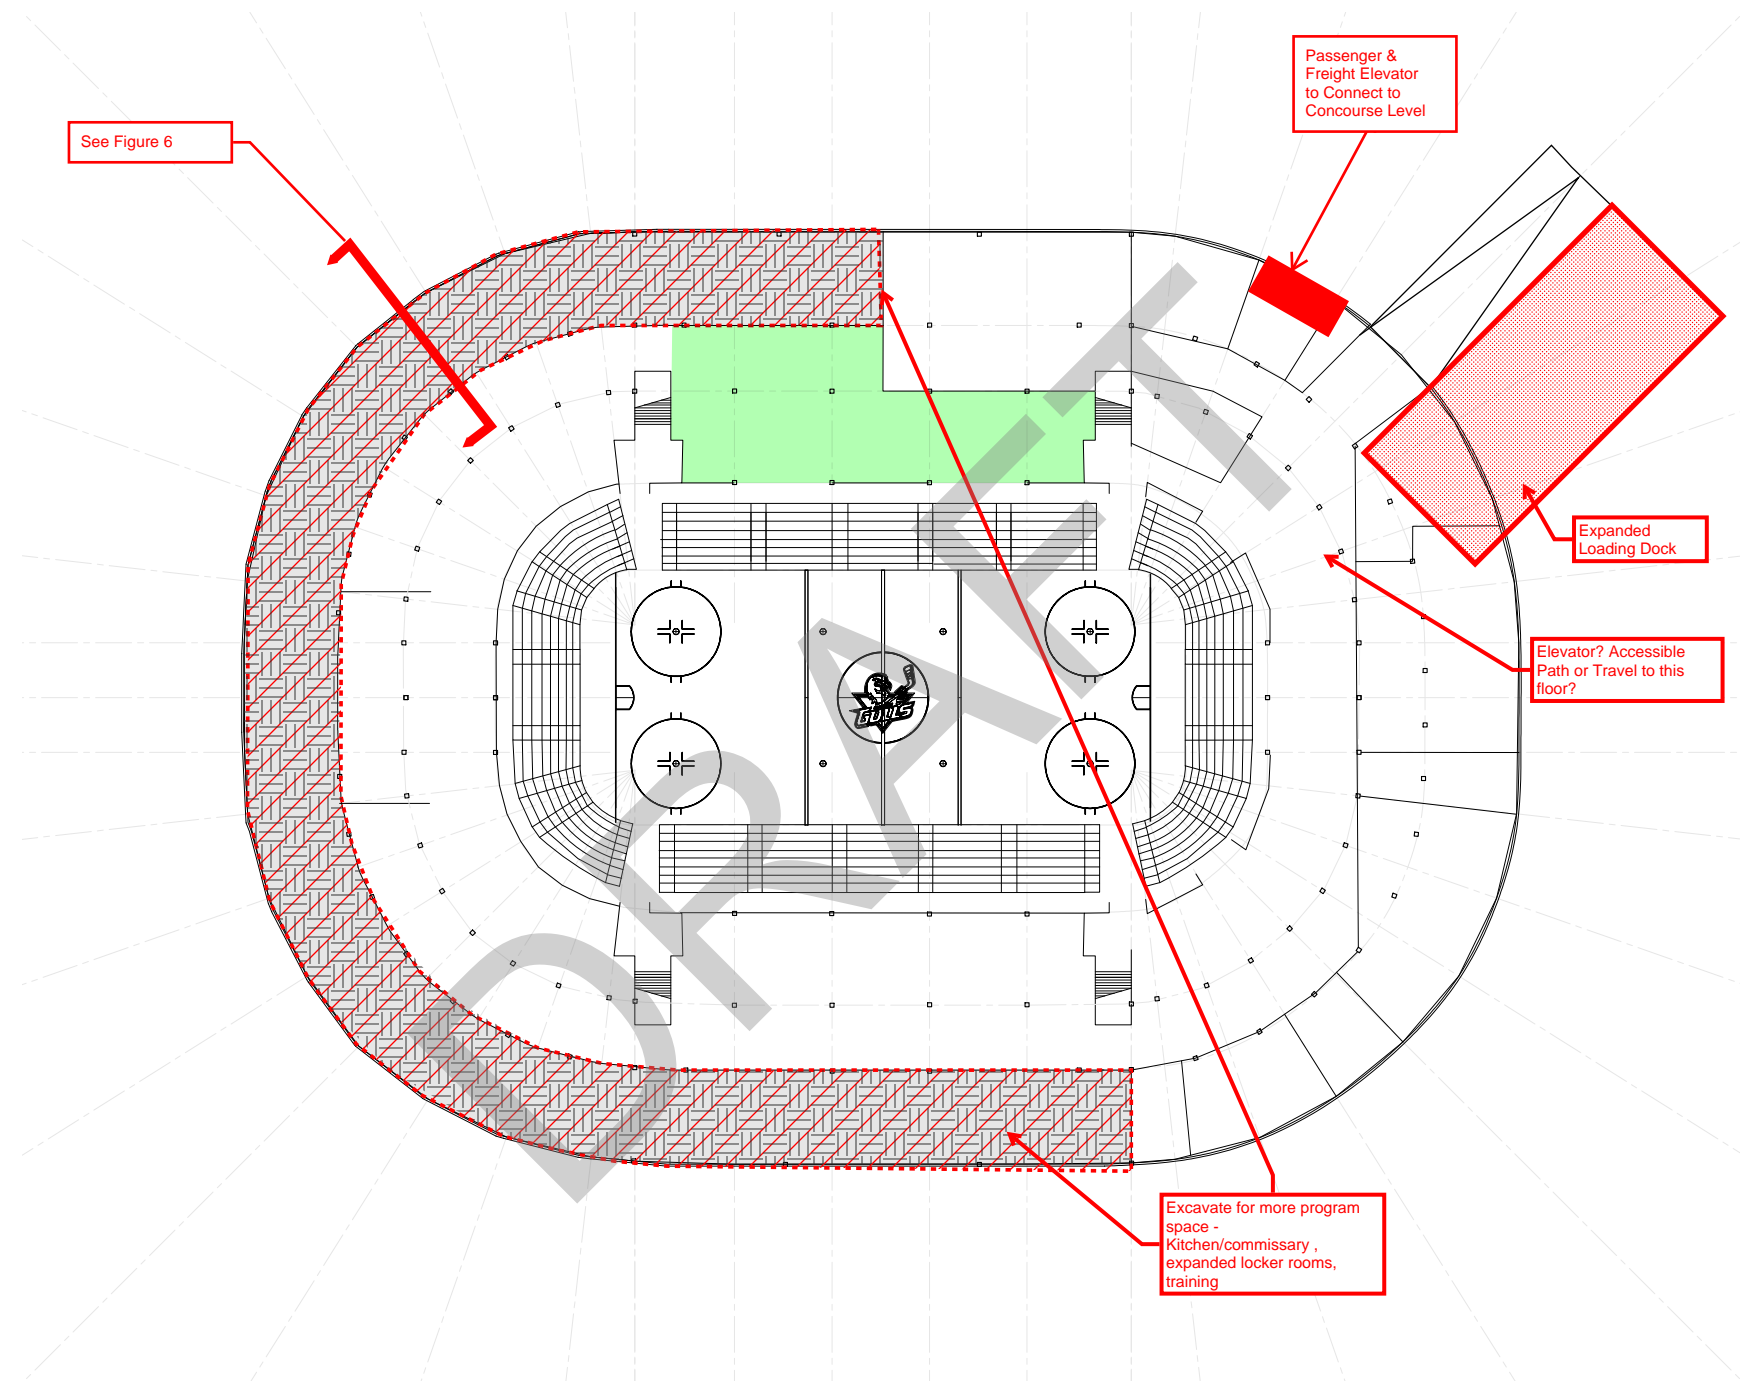 Passenger &
Freight Elevator
to Connect to
Concourse Level
See Figure 6
Expanded
Loading Dock
Elevator? Accessible
Path or Travel to this
floor?
GULLS
DRAFT
Excavate for more program
space -
Kitchen/commissary ,
expanded locker rooms,
training